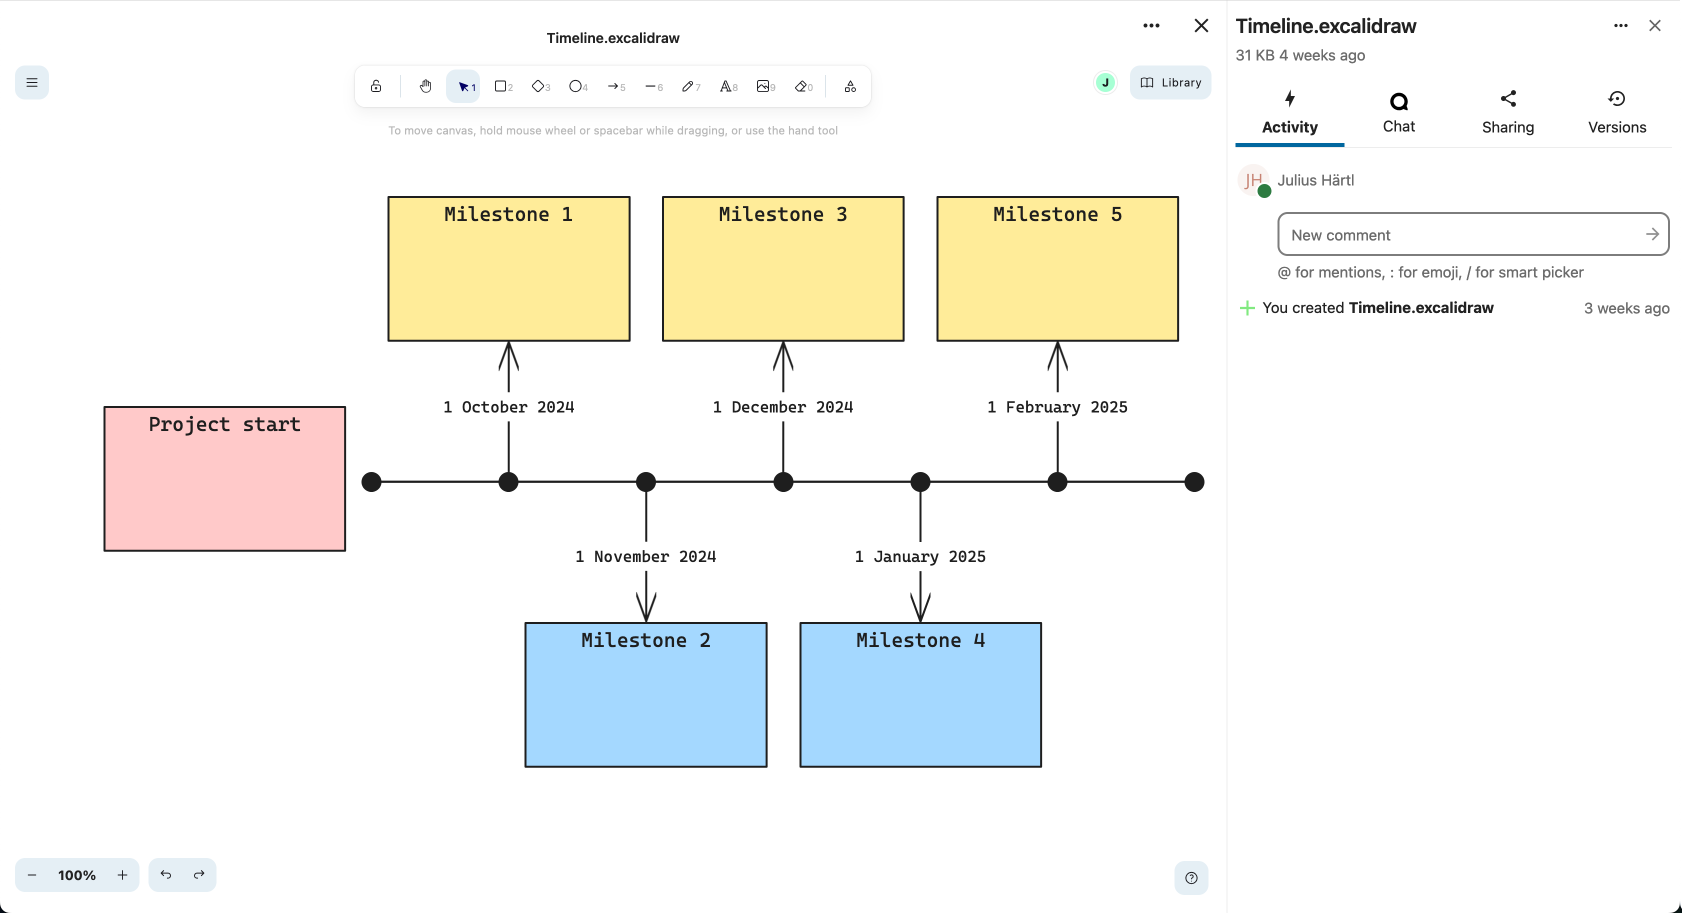 Timeline.excalidraw
1 2 3 4 5 6 7 8 9 0
J
Library
To move canvas, hold mouse wheel or spacebar while dragging, or use the hand tool
Milestone 1
Milestone 3
Milestone 5
1 October 2024
1 December 2024
1 February 2025
Project start
1 November 2024
1 January 2025
Milestone 2
Milestone 4
100%
Timeline.excalidraw
31 KB 4 weeks ago
Activity
Chat
Sharing
Versions
JH
Julius Härtl
New comment
@ for mentions, : for emoji, / for smart picker
You created Timeline.excalidraw 3 weeks ago